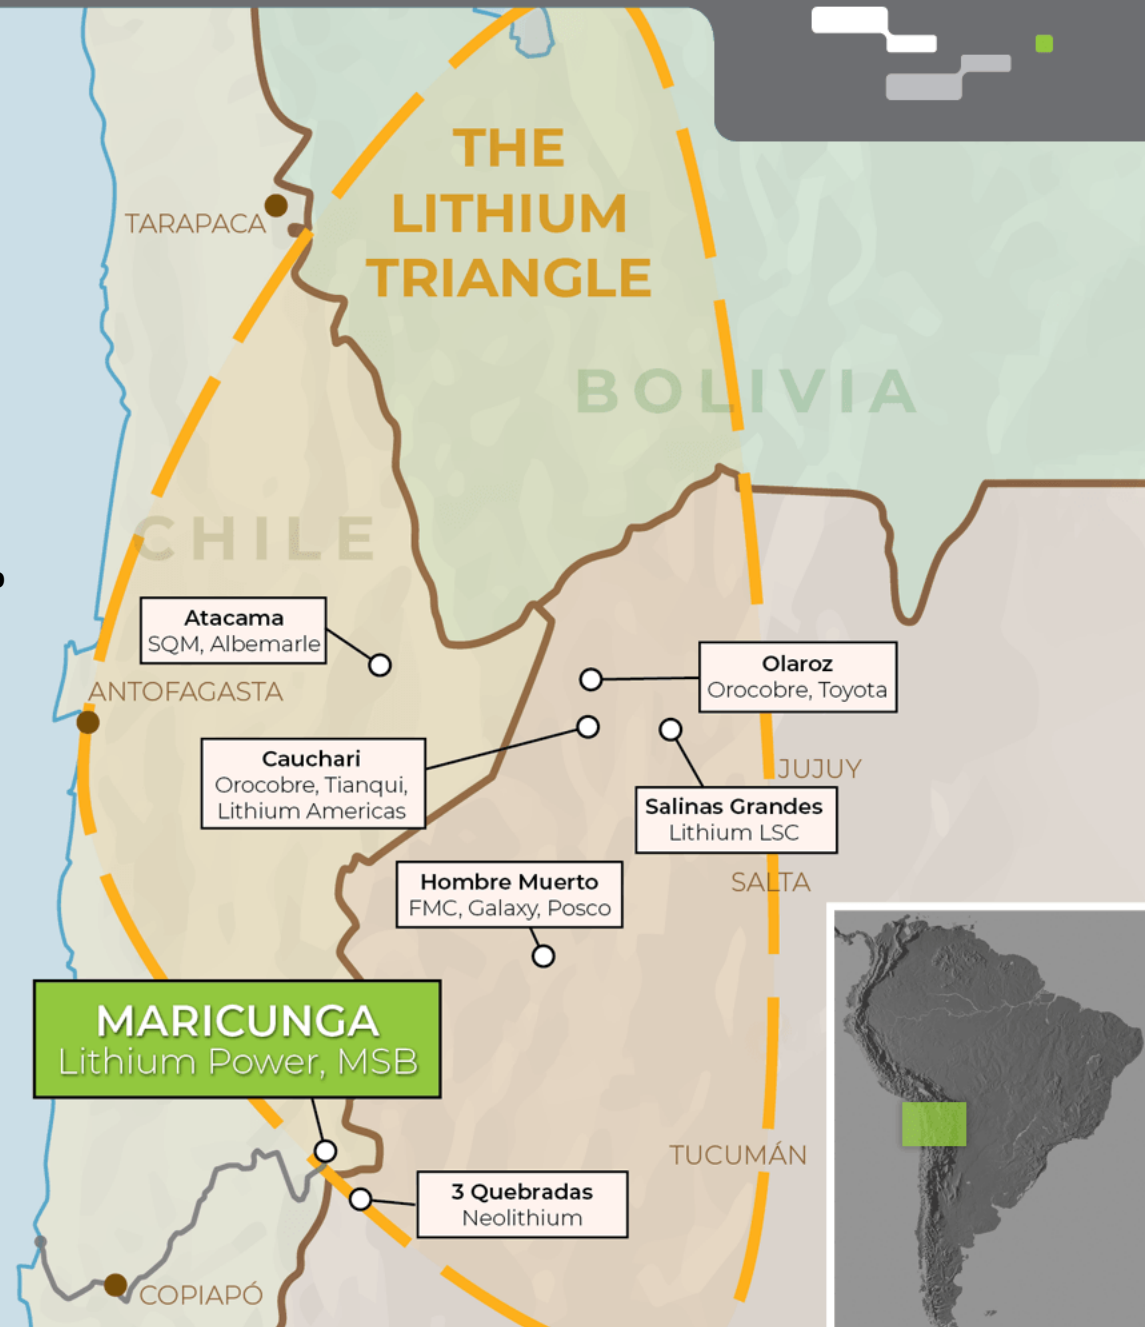 THE
LITHIUM
TRIANGLE
TARAPACA
BOLIVIA
CHILE
Atacama
SQM, Albemarle
ANTOFAGASTA
Olaroz
Orocobre, Toyota
Cauchari
Orocobre, Tianqui,
Lithium Americas
JUJUY
Salinas Grandes
Lithium LSC
SALTA
Hombre Muerto
FMC, Galaxy, Posco
MARICUNGA
Lithium Power, MSB
TUCUMÁN
3 Quebradas
Neolithium
COPIAPÓ